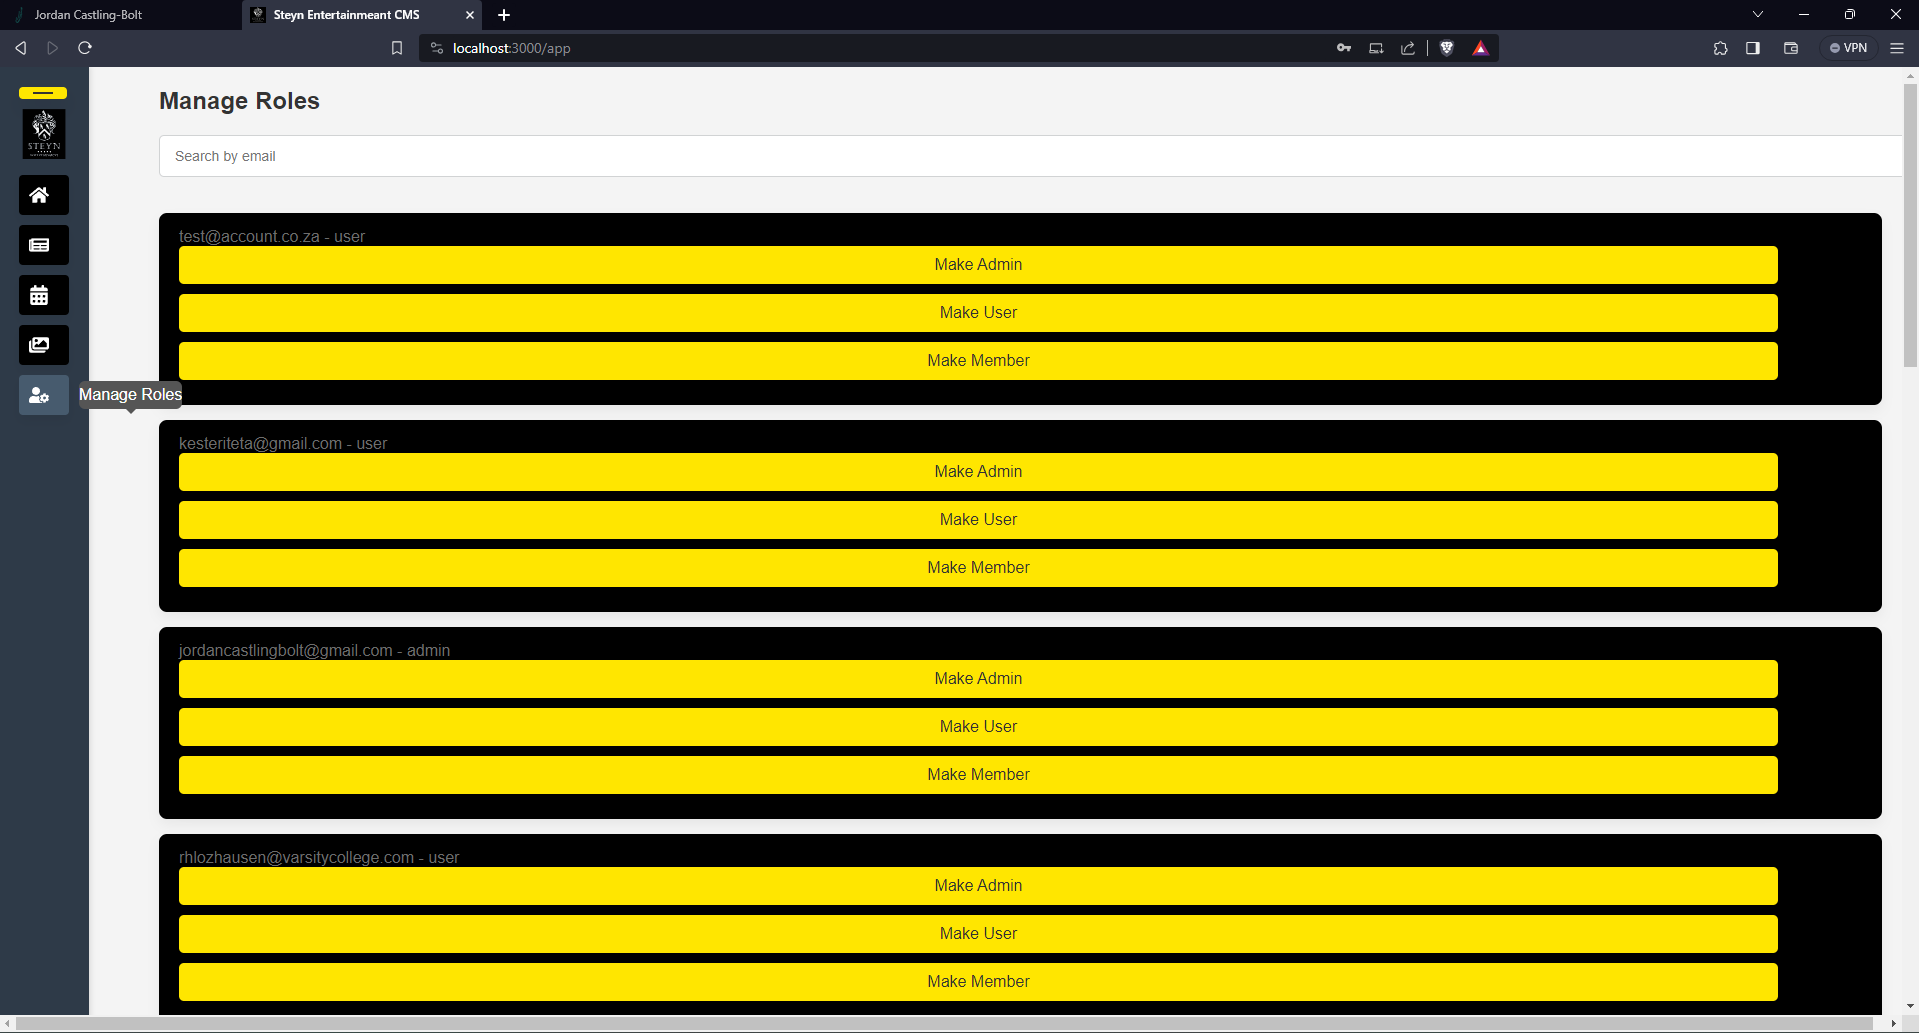 Jordan Castling-Bolt
Steyn Entertainmeant CMS
localhost:3000/app
VPN
STEYN
Manage Roles
Search by email
test@account.co.za - user
Make Admin
Make User
Make Member
Manage Roles
kesteriteta@gmail.com - user
Make Admin
Make User
Make Member
jordancastlingbolt@gmail.com - admin
Make Admin
Make User
Make Member
rhlozhausen@varsitycollege.com - user
Make Admin
Make User
Make Member